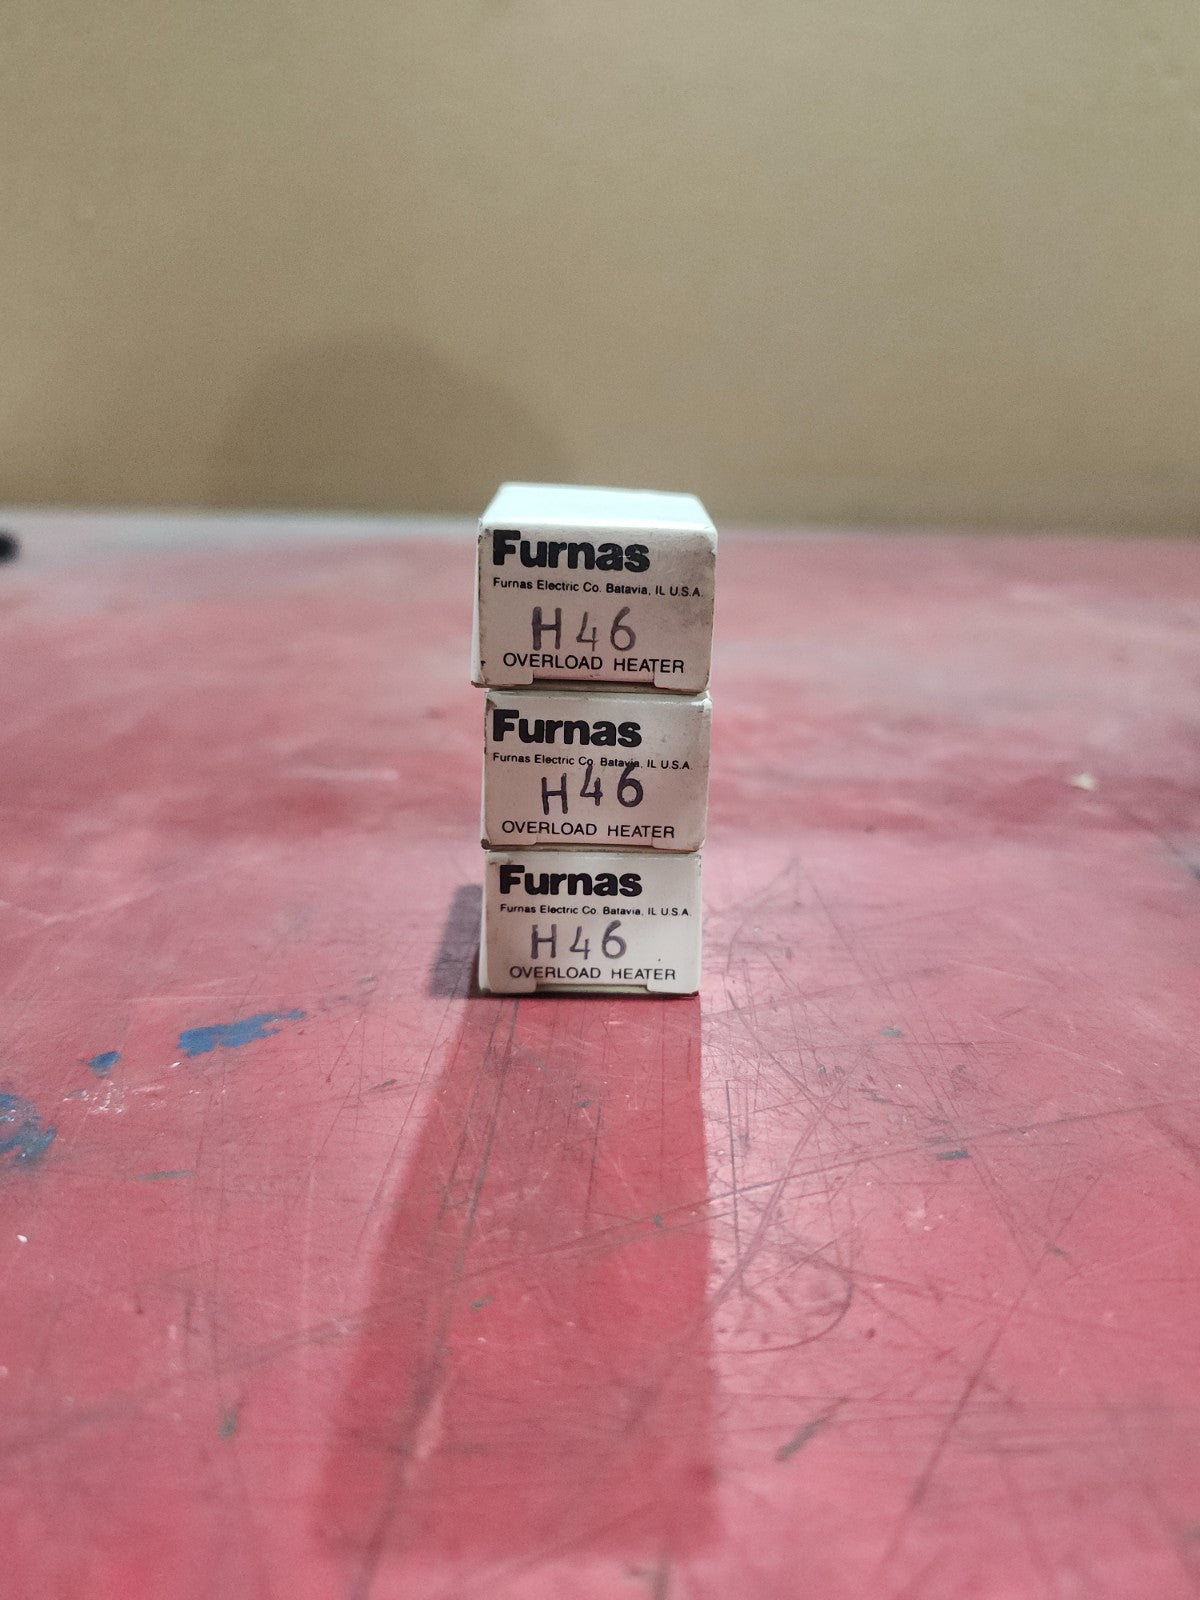 Furnas
Furnas Electric Co. Batavia, IL U.S.A.
H46
OVERLOAD HEATER
Furnas
Furnas Electric Co. Batavia, IL U.S.A.
H46
OVERLOAD HEATER
Furnas
Furnas Electric Co. Batavia, IL U.S.A.
H46
OVERLOAD HEATER